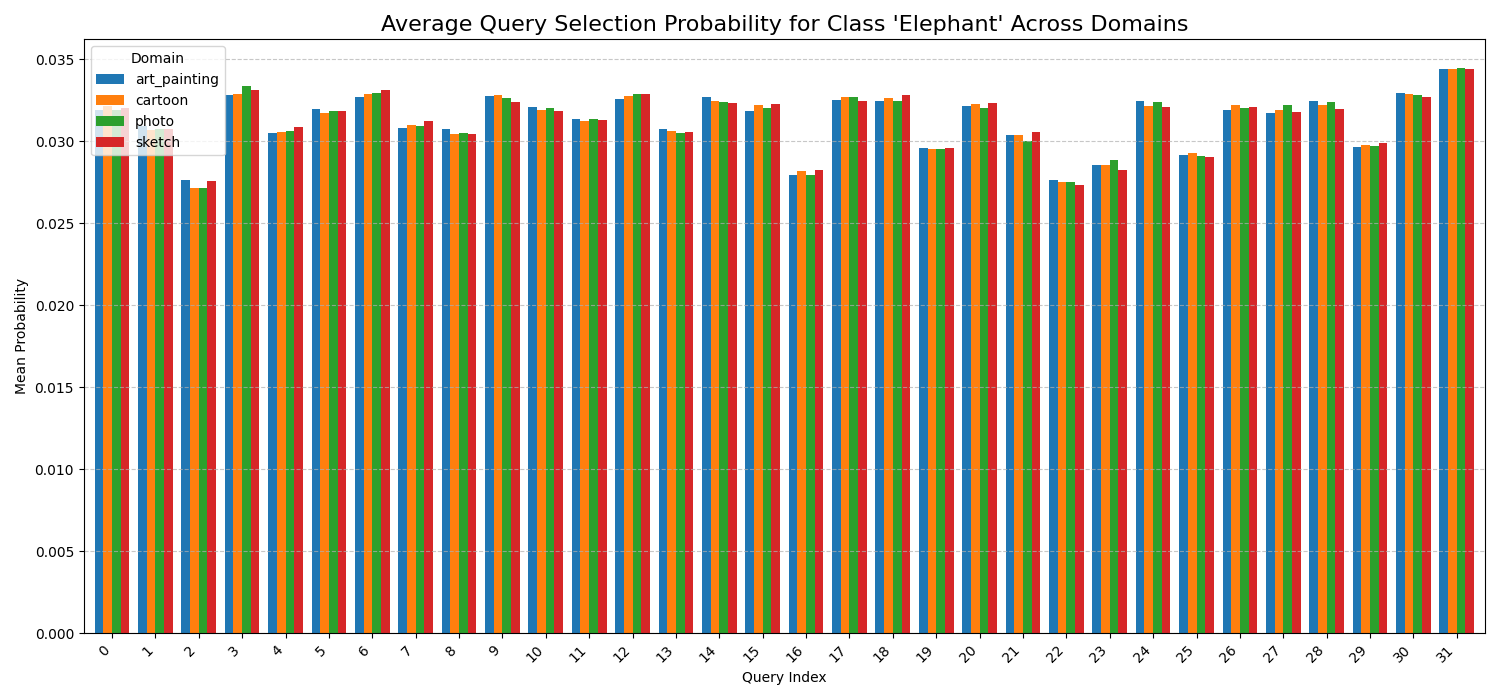 Average Query Selection Probability for Class 'Elephant' Across Domains
Domain
art_painting
cartoon
photo
sketch
Mean Probability
0.035
0.030
0.025
0.020
0.015
0.010
0.005
0.000
0 1 2 3 4 5 6 7 8 9 10 11 12 13 14 15 16 17 18 19 20 21 22 23 24 25 26 27 28 29 30 31
Query Index